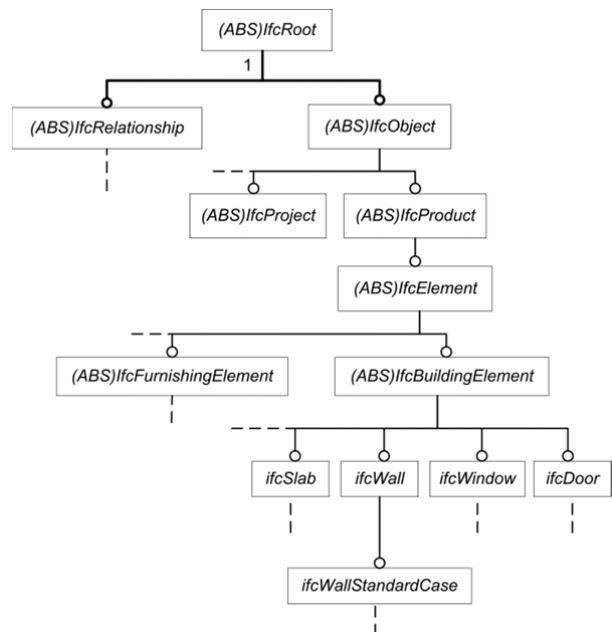 (ABS)IfcRoot
1
(ABS)IfcRelationship
(ABS)IfcObject
(ABS)IfcProject
(ABS)IfcProduct
(ABS)IfcElement
(ABS)IfcFurnishingElement
(ABS)IfcBuildingElement
ifcSlab
ifcWall
ifcWindow
ifcDoor
ifcWallStandardCase